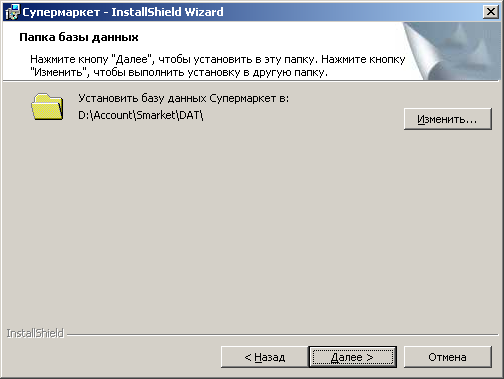 Супермаркет - InstallShield Wizard
Папка базы данных
Нажмите кнопу "Далее", чтобы установить в эту папку. Нажмите кнопку
"Изменить", чтобы выполнить установку в другую папку.
Установить базу данных Супермаркет в:
D:\Account\Smarket\DAT\
Изменить...
InstallShield
< Назад
Далее >
Отмена